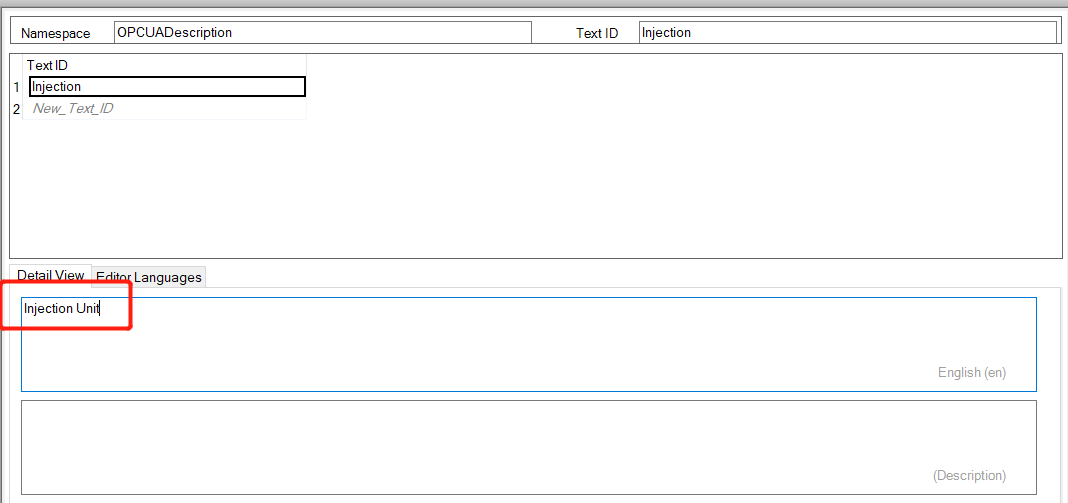 Namespace OPCUADescription Text ID Injection
Text ID
1 Injection
2 New_Text_ID
Detail View Editor Languages
Injection Unit
English (en)
(Description)